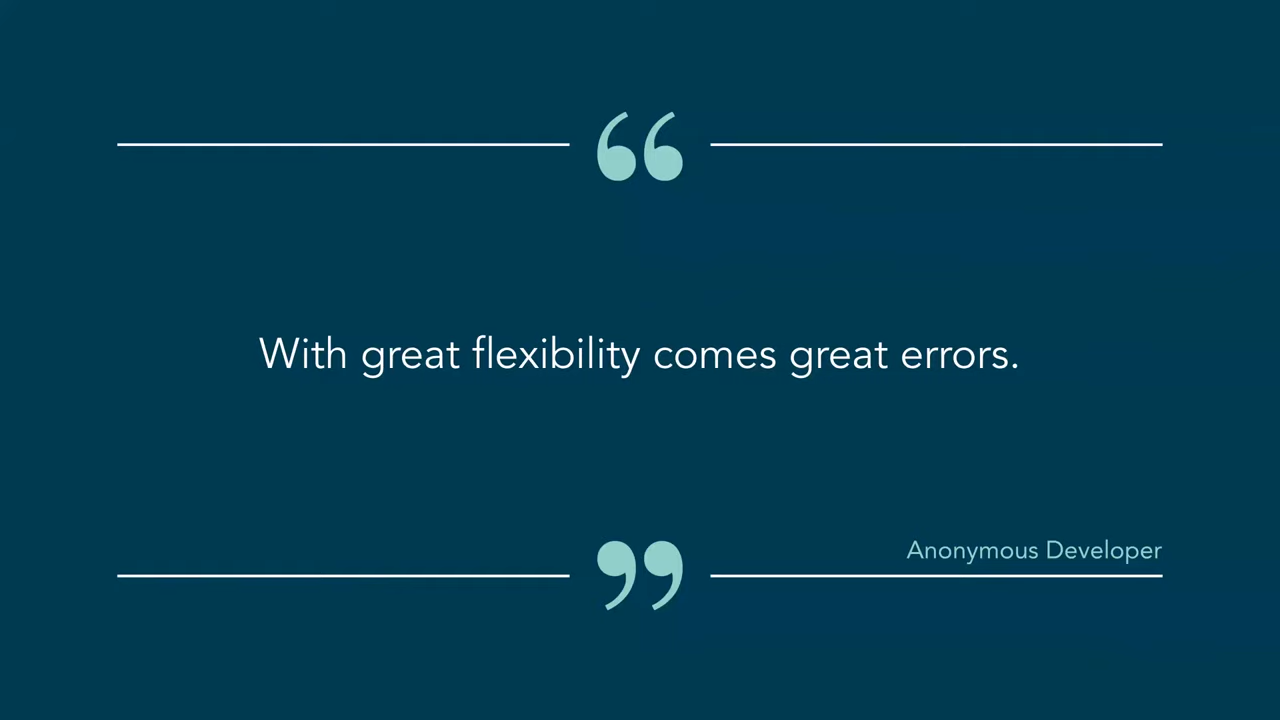 “
With great flexibility comes great errors.
Anonymous Developer
”